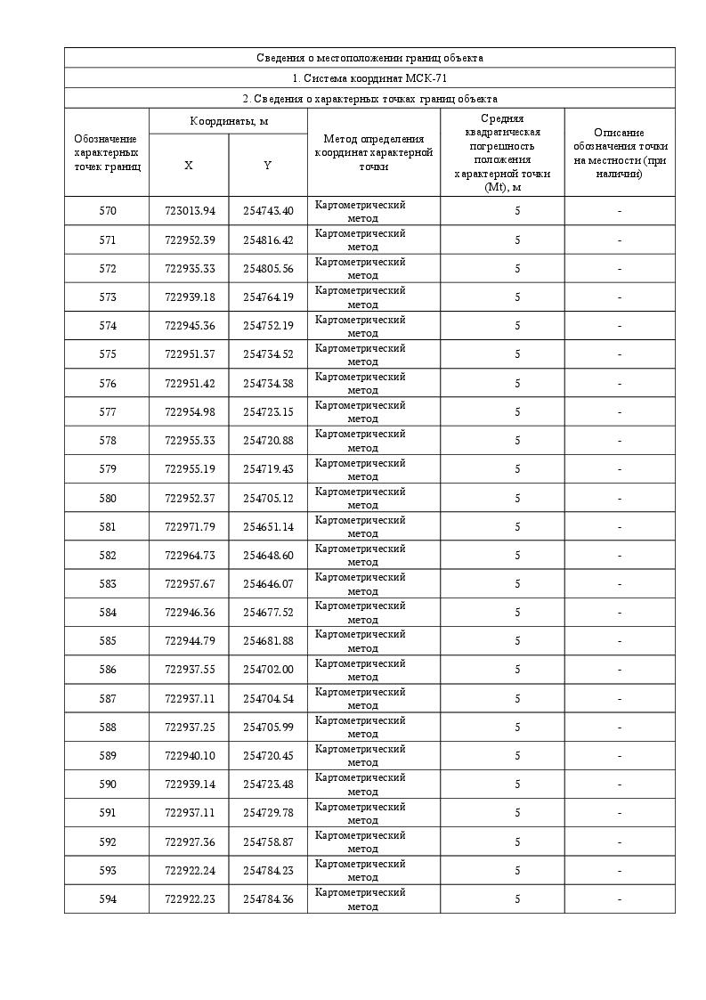 Сведения о местоположении границ объекта
1. Система координат МСК-71
2. Сведения о характерных точках границ объекта
Обозначение
характерных
точек границ
Координаты, м
X
Y
Метод определения
координат характерной
точки
Средняя
квадратическая
погрешность
положения
характерной точки
(Mt), м
Описание
обозначения точки
на местности (при
наличии)
570 723013.94 254743.40 Картометрический
метод 5 -
571 722952.39 254816.42 Картометрический
метод 5 -
572 722935.33 254805.56 Картометрический
метод 5 -
573 722939.18 254764.19 Картометрический
метод 5 -
574 722945.36 254752.19 Картометрический
метод 5 -
575 722951.37 254734.52 Картометрический
метод 5 -
576 722951.42 254734.38 Картометрический
метод 5 -
577 722954.98 254723.15 Картометрический
метод 5 -
578 722955.33 254720.88 Картометрический
метод 5 -
579 722955.19 254719.43 Картометрический
метод 5 -
580 722952.37 254705.12 Картометрический
метод 5 -
581 722971.79 254651.14 Картометрический
метод 5 -
582 722964.73 254648.60 Картометрический
метод 5 -
583 722957.67 254646.07 Картометрический
метод 5 -
584 722946.36 254677.52 Картометрический
метод 5 -
585 722944.79 254681.88 Картометрический
метод 5 -
586 722937.55 254702.00 Картометрический
метод 5 -
587 722937.11 254704.54 Картометрический
метод 5 -
588 722937.25 254705.99 Картометрический
метод 5 -
589 722940.10 254720.45 Картометрический
метод 5 -
590 722939.14 254723.48 Картометрический
метод 5 -
591 722937.11 254729.78 Картометрический
метод 5 -
592 722927.36 254758.87 Картометрический
метод 5 -
593 722922.24 254784.23 Картометрический
метод 5 -
594 722922.23 254784.36 Картометрический
метод 5 -